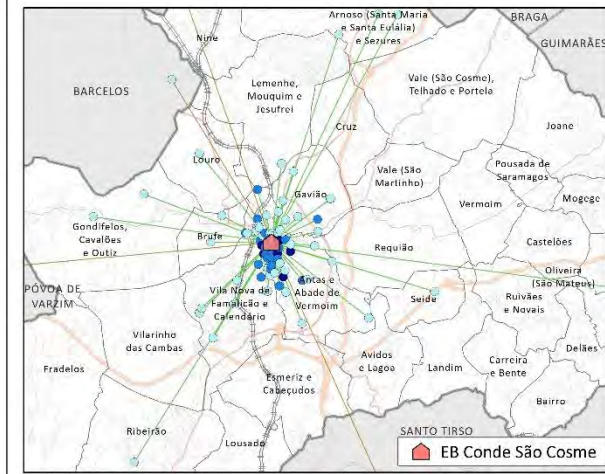 Arnoso (Santa Maria
e Santa Eulália)
e Sezures
BRAGA
GUIMARÃES
Nine
BARCELOS
Lemenhe,
Mouquim e
Jesufrei
Vale (São Cosme),
Telhado e Portela
Cruz
Joane
Louro
Vale (São
Martinho)
Pousada de
Saramagos
Gavião
Vermoim
Mogege
Gondifelos,
Cavalões
e Outiz
Brufe
Requião
Castelões
PÓVOA DE
VARZIM
Antas e
Abade de
Vermoim
Vila Nova de
Famalicão e
Calendário
Seide
Oliveira
(São Mateus)
Ruivães
e Novais
Vilarinho
das Cambas
Delães
Fradelos
Avidos
e Lagoa
Landim
Carreira
e Bente
Esmeriz e
Cabeçudos
Bairro
Ribeirão
Lousado
SANTO TIRSO
EB Conde São Cosme